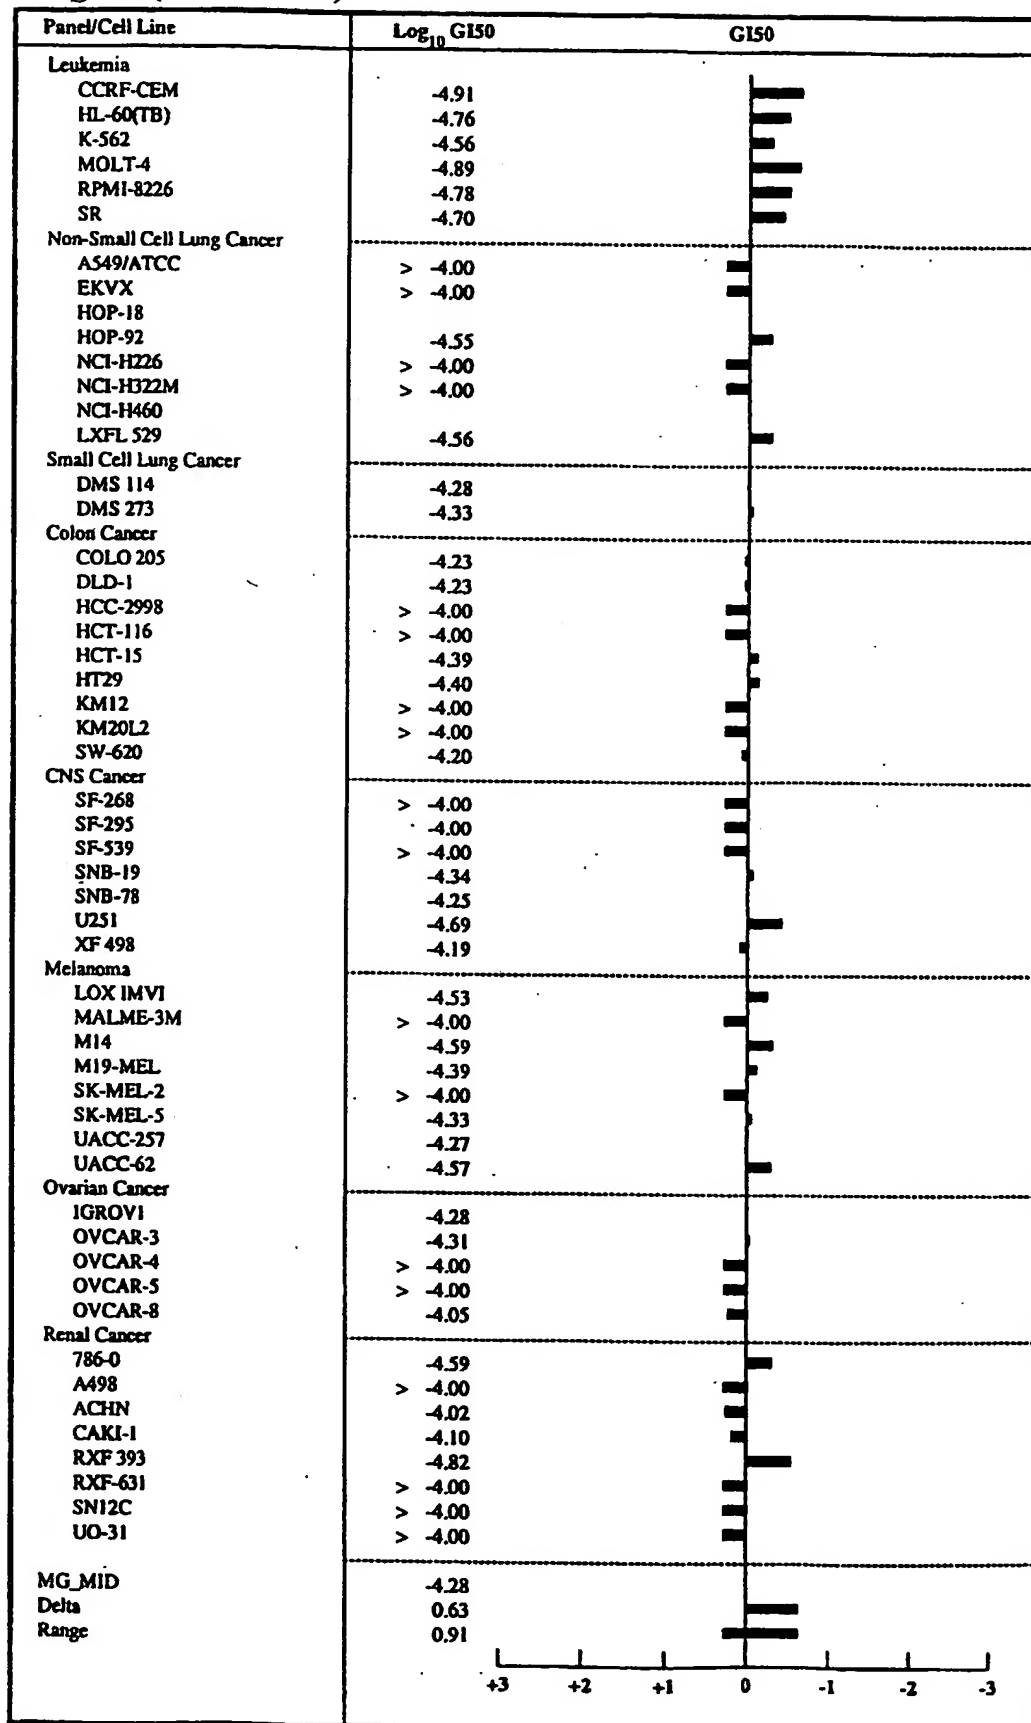 Panel/Cell Line Log10 GI50 GI50
Leukemia
CCRF-CEM -4.91
HL-60(TB) -4.76
K-562 -4.56
MOLT-4 -4.89
RPMI-8226 -4.78
SR -4.70
Non-Small Cell Lung Cancer
A549/ATCC > -4.00
EKVX > -4.00
HOP-18
HOP-92 -4.55
NCI-H226 > -4.00
NCI-H322M > -4.00
NCI-H460
LXFL 529 -4.56
Small Cell Lung Cancer
DMS 114 -4.28
DMS 273 -4.33
Colon Cancer
COLO 205 -4.23
DLD-1 -4.23
HCC-2998 > -4.00
HCT-116 > -4.00
HCT-15 -4.39
HT29 -4.40
KM12 > -4.00
KM20L2 > -4.00
SW-620 -4.20
CNS Cancer
SF-268 > -4.00
SF-295 -4.00
SF-539 > -4.00
SNB-19 -4.34
SNB-78 -4.25
U251 -4.69
XF 498 -4.19
Melanoma
LOX IMVI -4.53
MALME-3M > -4.00
M14 -4.59
M19-MEL -4.39
SK-MEL-2 > -4.00
SK-MEL-5 -4.33
UACC-257 -4.27
UACC-62 -4.57
Ovarian Cancer
IGROV1 -4.28
OVCAR-3 -4.31
OVCAR-4 > -4.00
OVCAR-5 > -4.00
OVCAR-8 -4.05
Renal Cancer
786-0 -4.59
A498 > -4.00
ACHN -4.02
CAKI-1 -4.10
RXF 393 -4.82
RXF-631 > -4.00
SN12C > -4.00
UO-31 > -4.00
MG_MID -4.28
Delta 0.63
Range 0.91
+3 +2 +1 0 -1 -2 -3